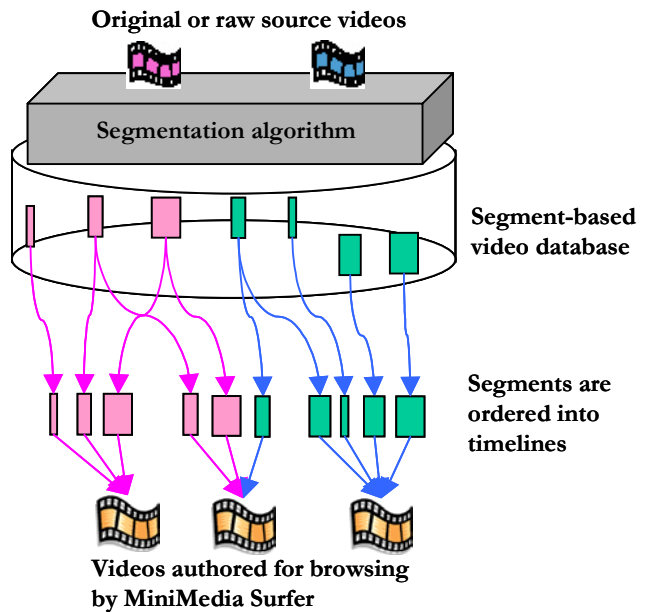 Original or raw source videos
Segmentation algorithm
Segment-based
video database
Segments are
ordered into
timelines
Videos authored for browsing
by MiniMedia Surfer